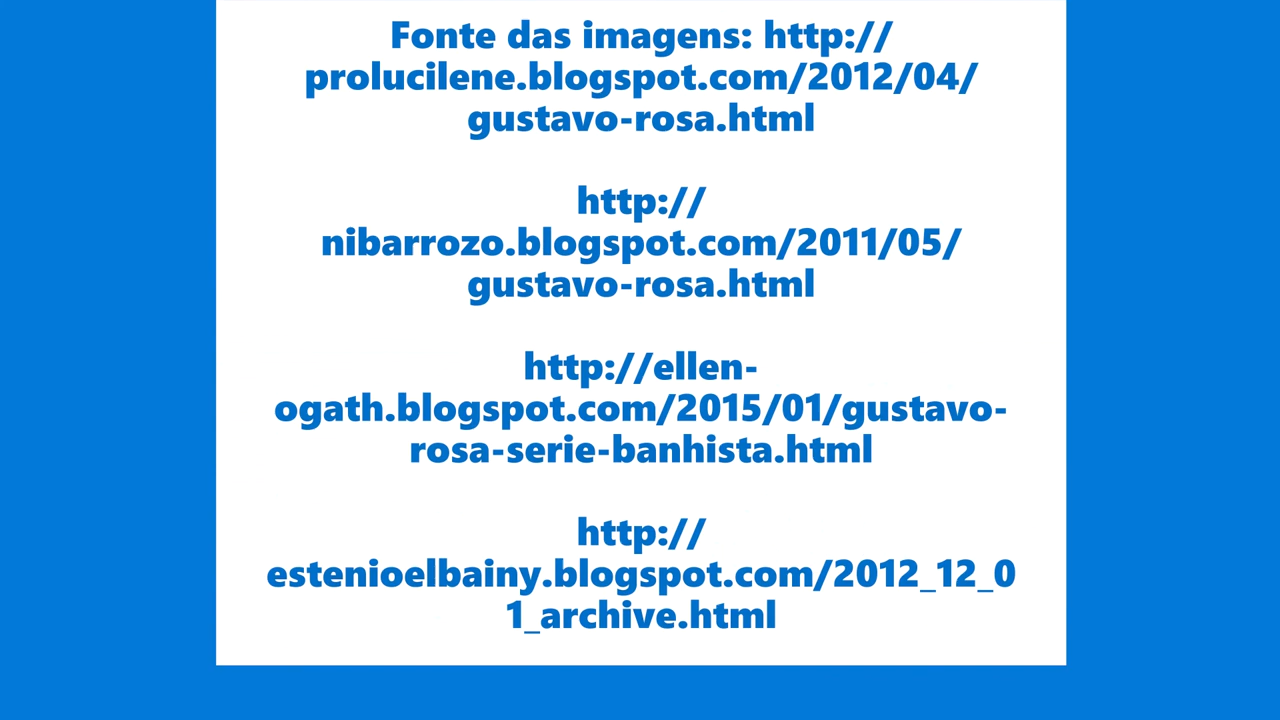 Fonte das imagens: http://
prolucilene.blogspot.com/2012/04/
gustavo-rosa.html
http://
nibarrozo.blogspot.com/2011/05/
gustavo-rosa.html
http://ellen-
ogath.blogspot.com/2015/01/gustavo-
rosa-serie-banhista.html
http://
estenioelbainy.blogspot.com/2012_12_0
1_archive.html